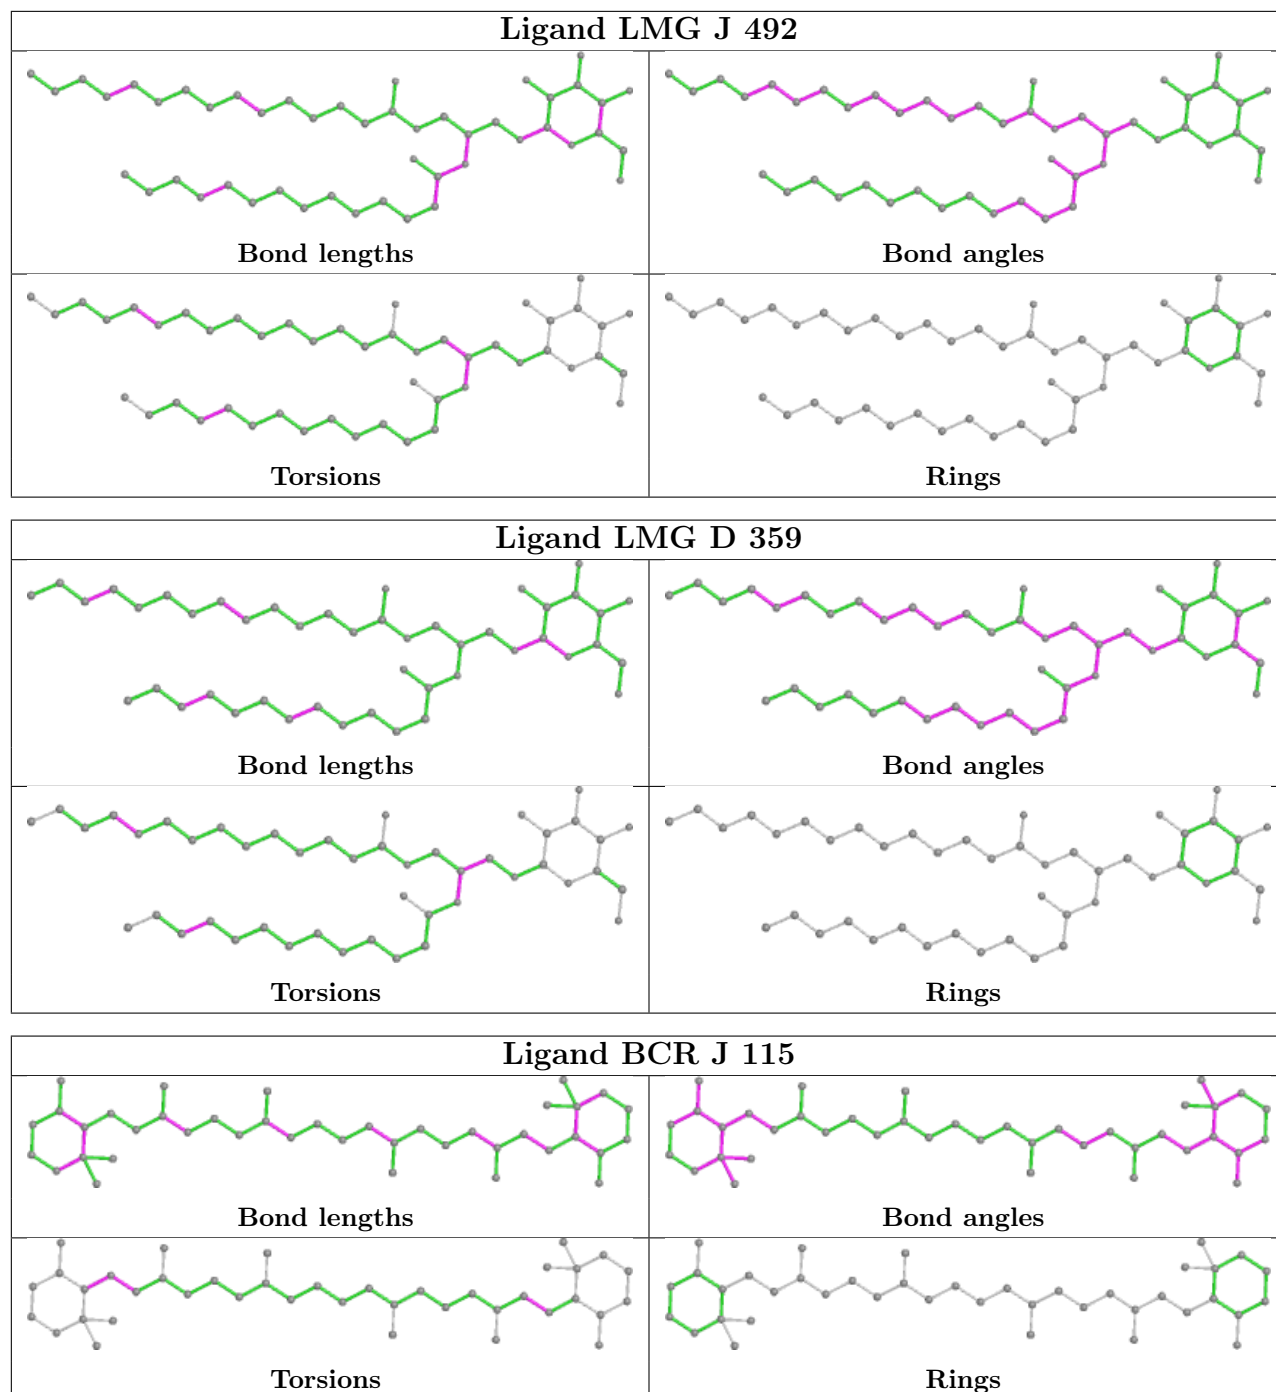 Ligand LMG J 492
Bond lengths
Bond angles
Torsions
Rings
Ligand LMG D 359
Bond lengths
Bond angles
Torsions
Rings
Ligand BCR J 115
Bond lengths
Bond angles
Torsions
Rings